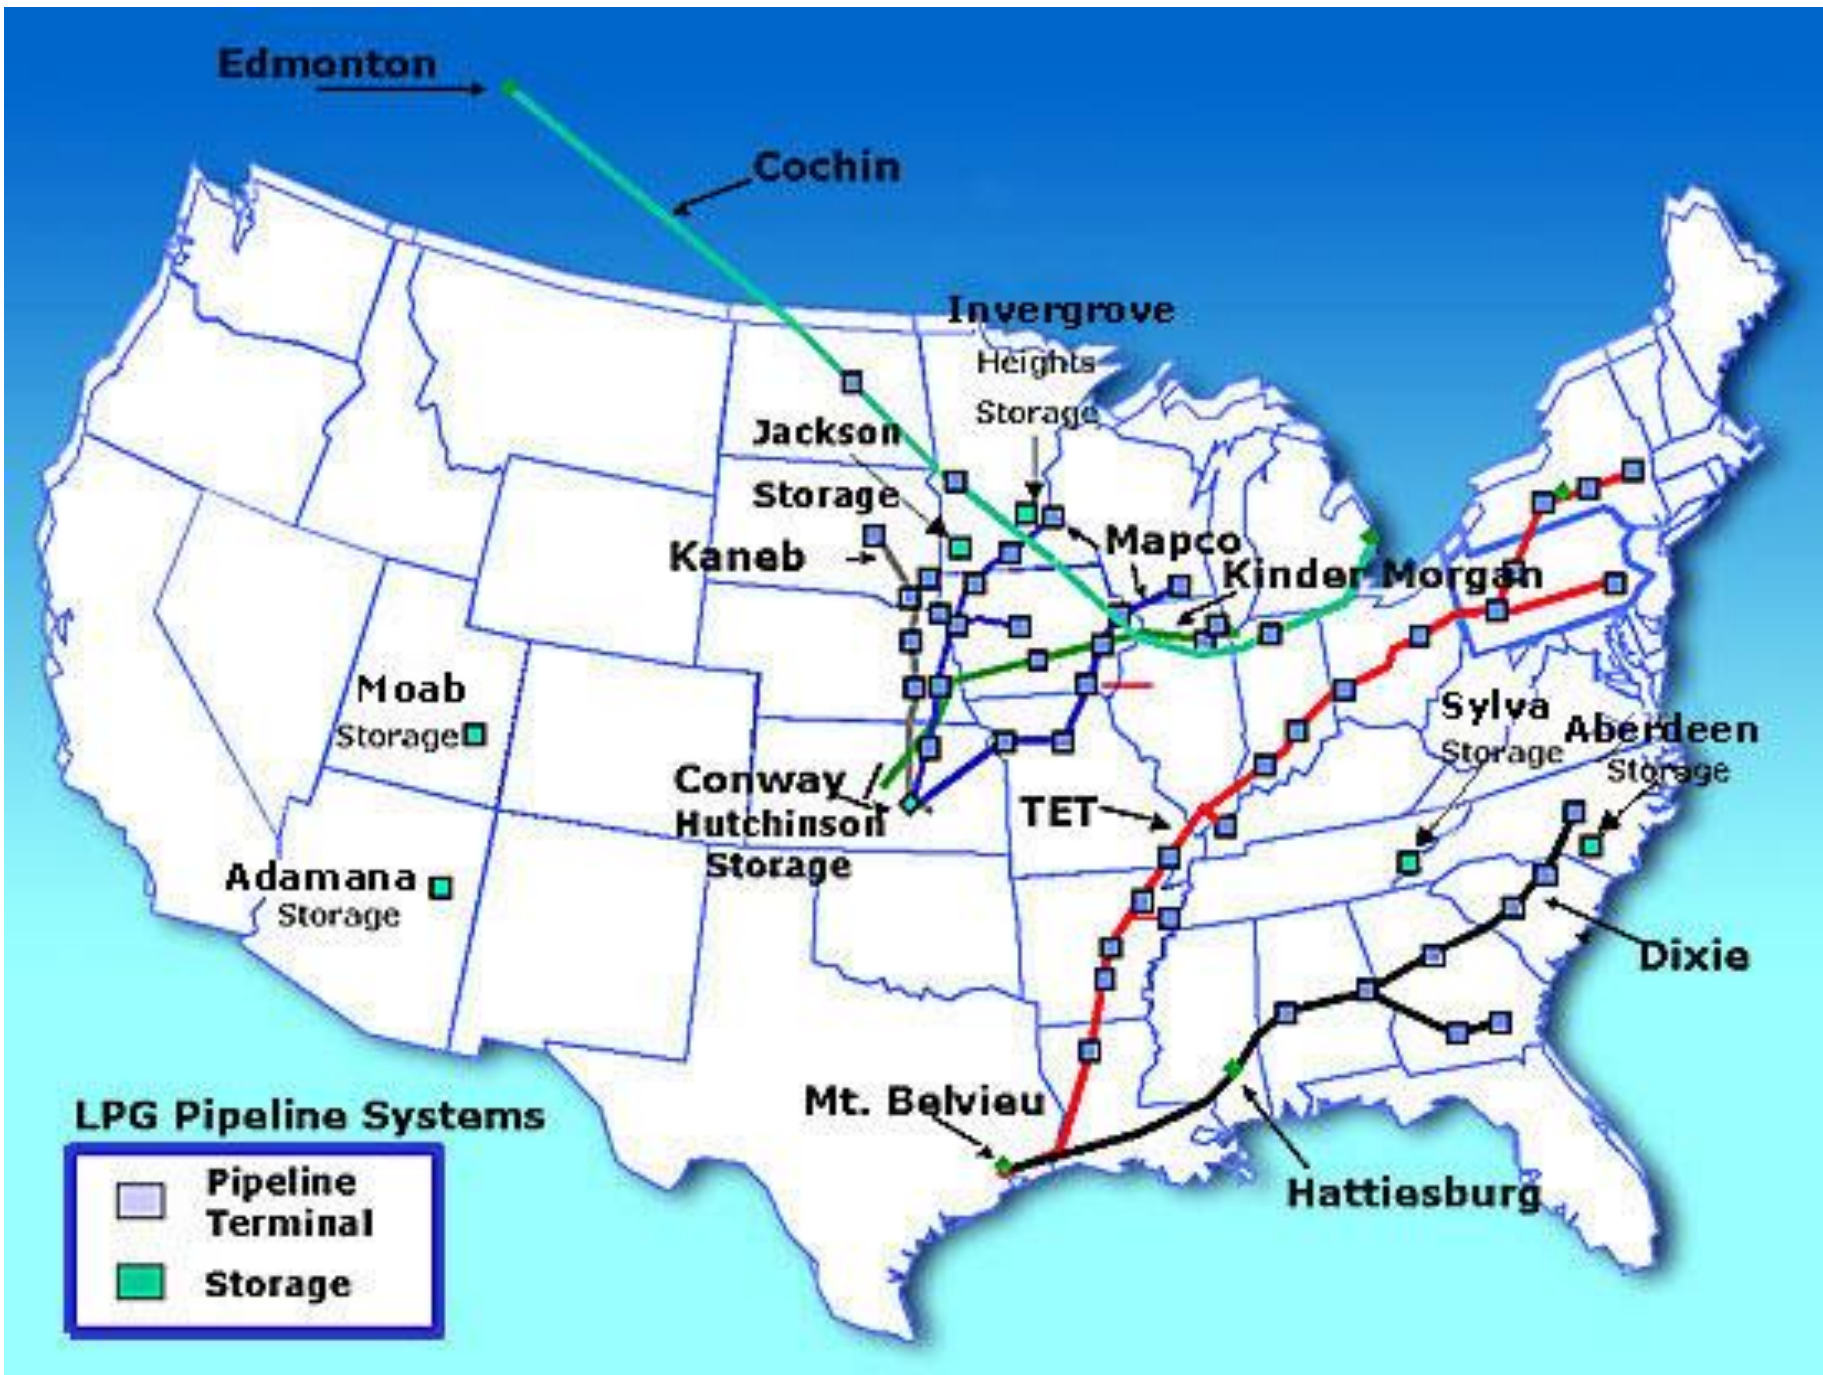 Edmonton
Cochin
Invergrove
Heights
Storage
Jackson
Storage
Kaneb
Mapco
Kinder Morgan
Moab
Storage
Sylva
Storage
Aberdeen
Storage
Conway
Hutchinson
Storage
TET
Adamana
Storage
Dixie
Mt. Belvieu
Hattiesburg
LPG Pipeline Systems
Pipeline
Terminal
Storage